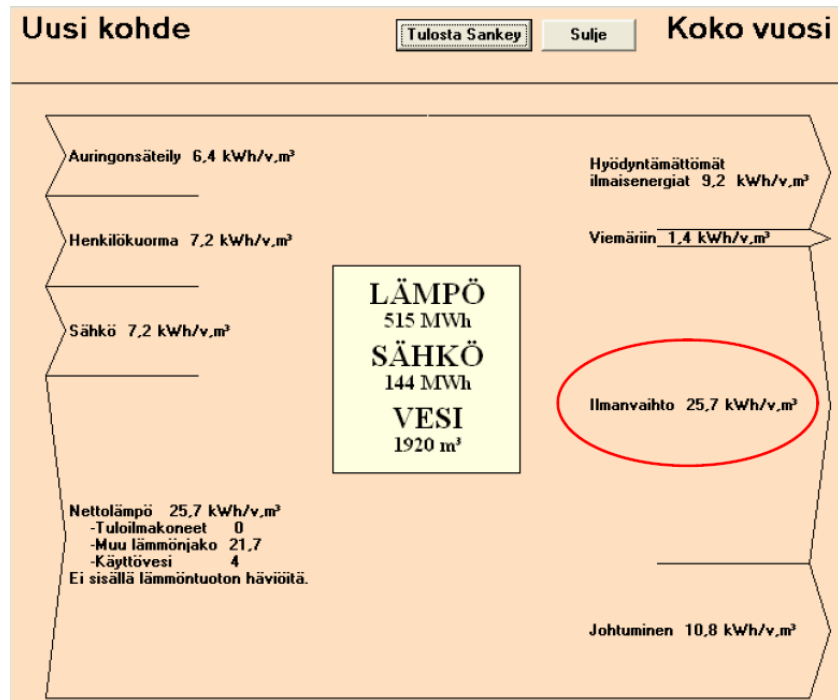 Uusi kohde
Tulosta Sankey
Sulje
Koko vuosi
Auringonsäteily 6,4 kWh/v,m³
Henkilökuorma 7,2 kWh/v,m³
Sähkö 7,2 kWh/v,m³
Nettolämpö 25,7 kWh/v,m³
-Tuloilmakoneet 0
-Muu lämmönjako 21,7
-Käyttövesi 4
Ei sisällä lämmöntuoton häviöitä.
LÄMPÖ
515 MWh
SÄHKÖ
144 MWh
VESI
1920 m³
Hyödyntämättömät
ilmaisenergiat 9,2 kWh/v,m³
Viemäriin 1,4 kWh/v,m³
Ilmanvaihto 25,7 kWh/v,m³
Johtuminen 10,8 kWh/v,m³